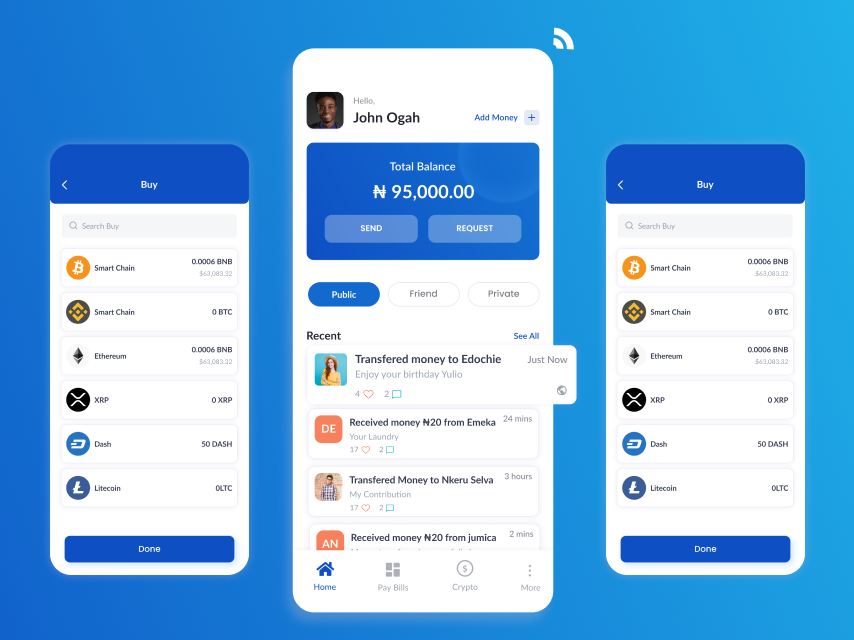 Buy
Search Buy
Smart Chain
0.0006 BNB
$63,083.32
Smart Chain
0 BTC
Ethereum
0.0006 BNB
$63,083.32
XRP
0 XRP
Dash
50 DASH
Litecoin
0LTC
Done
Hello,
John Ogah
Add Money +
Total Balance
₦ 95,000.00
SEND
REQUEST
Public
Friend
Private
Recent
See All
Transfered money to Edochie
Just Now
Enjoy your birthday Yulio
4
2
DE
Received money ₦20 from Emeka
24 mins
Your Laundry
17
2
Transfered Money to Nkeru Selva
3 hours
My Contribution
17
2
AN
Received money ₦20 from jumica
2 mins
Home
Pay Bills
$
Crypto
More
Buy
Search Buy
Smart Chain
0.0006 BNB
$63,083.32
Smart Chain
0 BTC
Ethereum
0.0006 BNB
$63,083.32
XRP
0 XRP
Dash
50 DASH
Litecoin
0LTC
Done